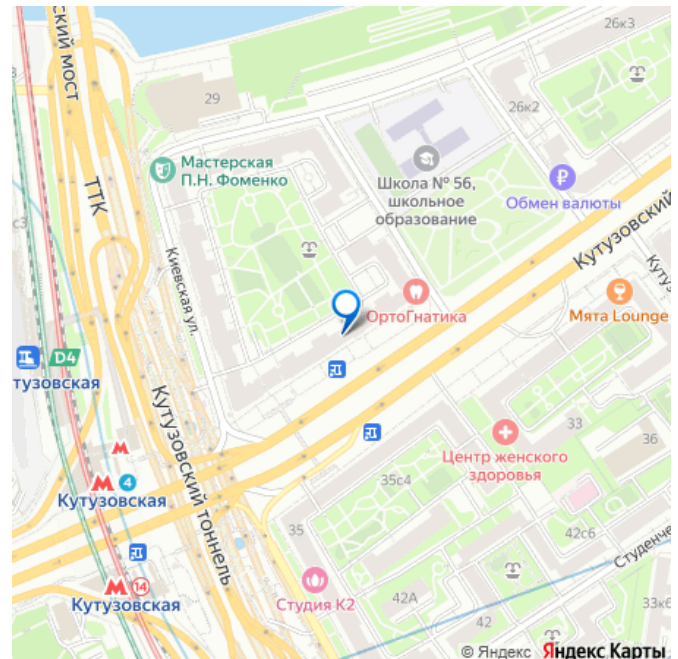 ский мост
26к3
29
26к2
Мастерская
П.Н. Фоменко
Школа № 56,
школьное
образование
₽
Обмен валюты
ТТК
с3
Киевская ул.
Кутузовский
Куту
ОртоГнатика
Мята Lounge
D4
тузовская
Кутузовский тоннель
33
36
Центр женского
здоровья
М 4
Кутузовская
35с4
35
42с6
Студенче
М 14
Кутузовская
Студия К2
42А
42
33к6
© Яндекс Яндекс Карты